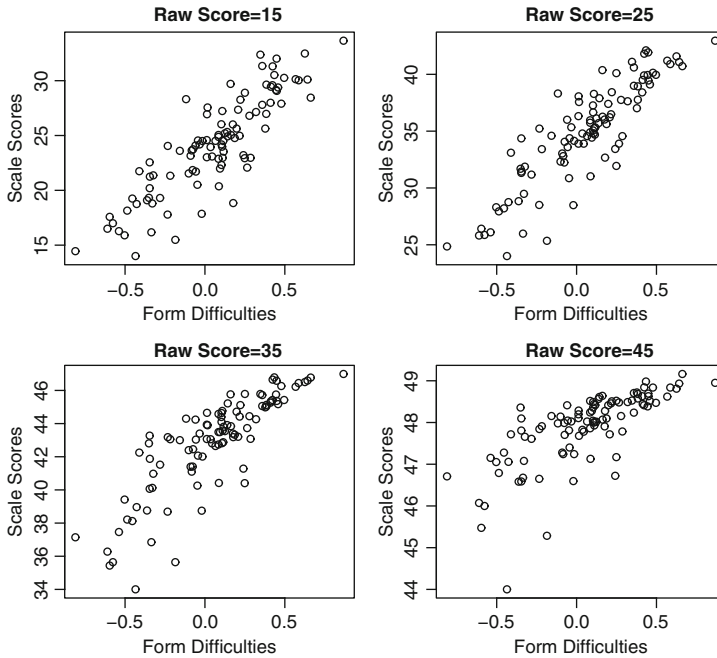 Raw Score=15
Scale Scores
15 20 25 30
−0.5 0.0 0.5
Form Difficulties
Raw Score=25
Scale Scores
25 30 35 40
−0.5 0.0 0.5
Form Difficulties
Raw Score=35
Scale Scores
34 36 38 40 42 44 46
−0.5 0.0 0.5
Form Difficulties
Raw Score=45
Scale Scores
44 45 46 47 48 49
−0.5 0.0 0.5
Form Difficulties